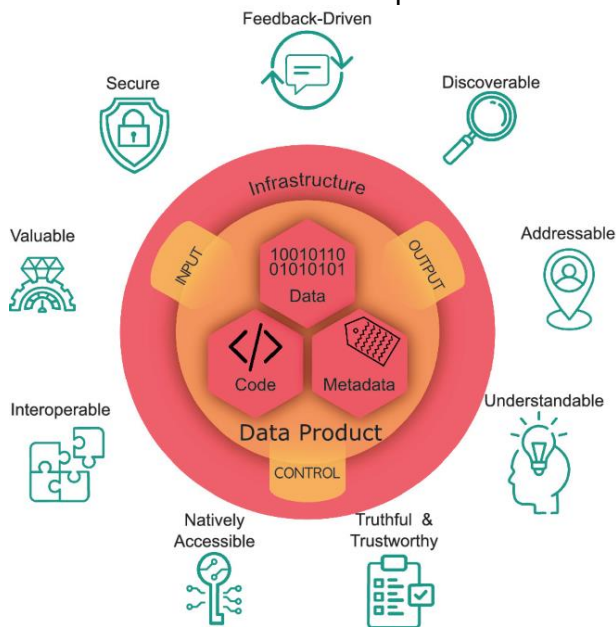 Feedback-Driven
Secure
Discoverable
Infrastructure
Valuable
INPUT
10010110
01010101
Data
OUTPUT
Addressable
Code
Metadata
Interoperable
Understandable
Data Product
CONTROL
Natively
Accessible
Truthful &
Trustworthy